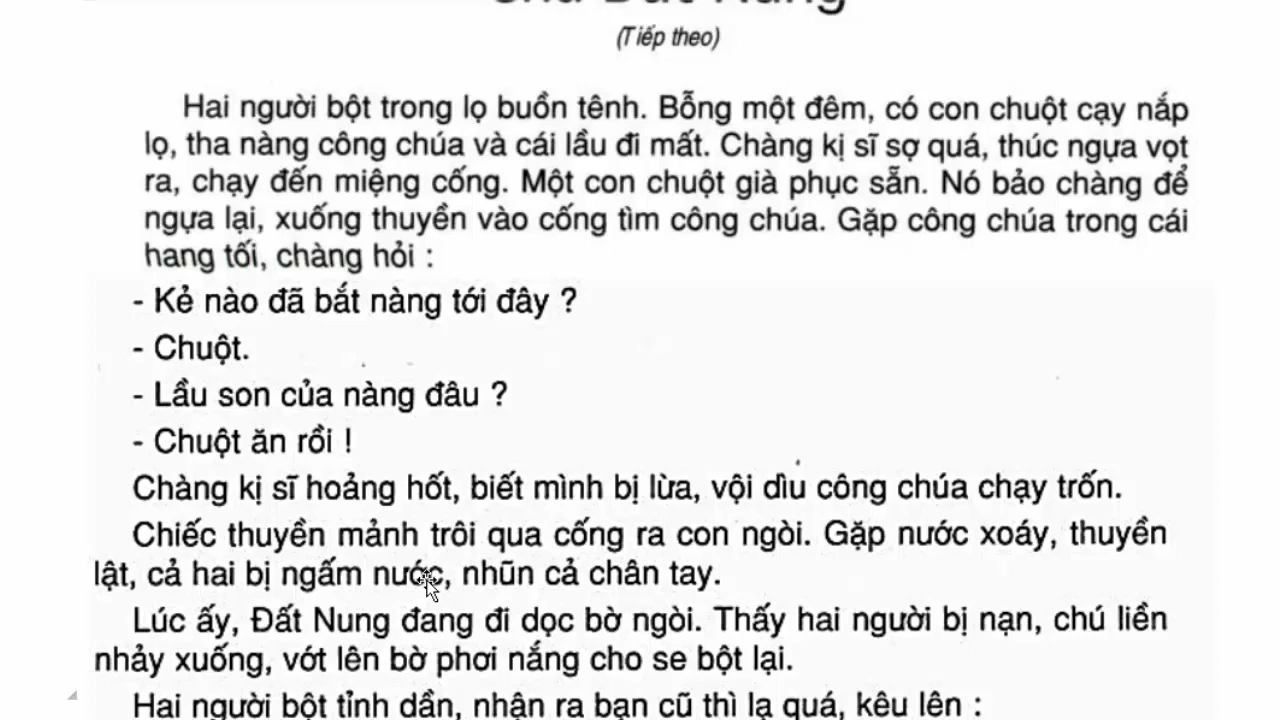 (Tiếp theo)
Hai người bột trong lọ buồn tênh. Bỗng một đêm, có con chuột cạy nắp
lọ, tha nàng công chúa và cái lầu đi mất. Chàng kị sĩ sợ quá, thúc ngựa vọt
ra, chạy đến miệng cống. Một con chuột già phục sẵn. Nó bảo chàng để
ngựa lại, xuống thuyền vào cống tìm công chúa. Gặp công chúa trong cái
hang tối, chàng hỏi :
- Kẻ nào đã bắt nàng tới đây ?
- Chuột.
- Lầu son của nàng đâu ?
- Chuột ăn rồi !
Chàng kị sĩ hoảng hốt, biết mình bị lừa, vội dìu công chúa chạy trốn.
Chiếc thuyền mảnh trôi qua cống ra con ngòi. Gặp nước xoáy, thuyền
lật, cả hai bị ngấm nước, nhũn cả chân tay.
Lúc ấy, Đất Nung đang đi dọc bờ ngòi. Thấy hai người bị nạn, chú liền
nhảy xuống, vớt lên bờ phơi nắng cho se bột lại.
Hai người bột tỉnh dần, nhận ra bạn cũ thì lạ quá, kêu lên :